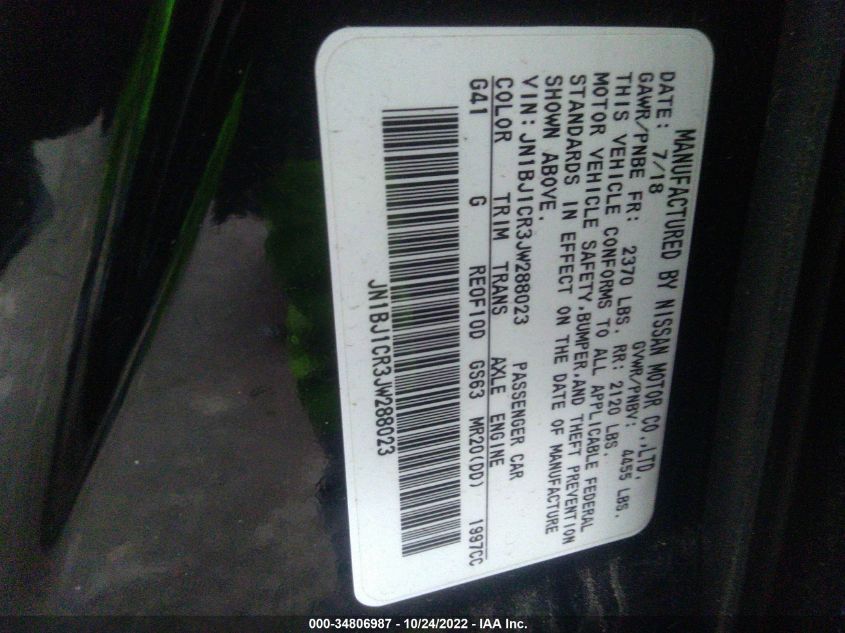 MANUFACTURED BY NISSAN MOTOR CO.,LTD.
DATE: 7/18 GVWR/PNBV: 4455 LBS.
GAWR/PNBE FR: 2370 LBS. RR: 2120 LBS.
THIS VEHICLE CONFORMS TO ALL APPLICABLE FEDERAL
MOTOR VEHICLE SAFETY,BUMPER,AND THEFT PREVENTION
STANDARDS IN EFFECT ON THE DATE OF MANUFACTURE
SHOWN ABOVE.
VIN:JN1BJ1CR3JW288023 PASSENGER CAR
COLOR TRIM TRANS AXLE ENGINE
G41 G RE0F10D GS63 MR20(DD) 1997CC
JN1BJ1CR3JW288023
000-34806987 - 10/24/2022 - IAA Inc.